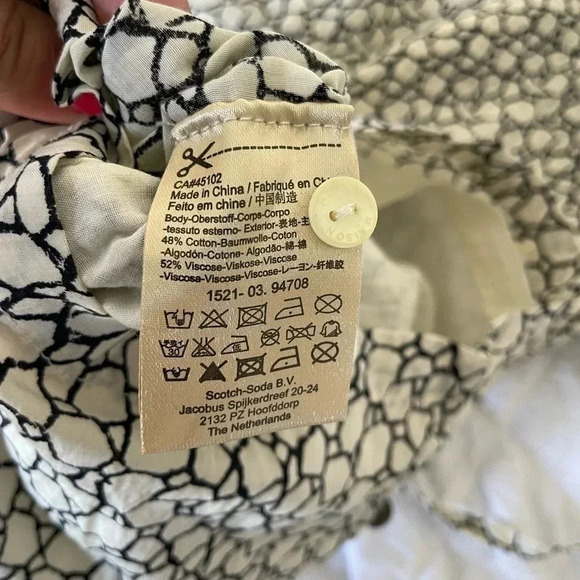 CA#45102
Made in China / Fabriqué en
Feito em chine / 中国制造
Body-Oberstoff-Corps-Corpo
-tessuto esterno- Exterior-表地-主
48% Cotton-Baumwolle-Coton
-Algodón-Cotone- Algodão-綿-棉
52% Viscose-Viskose-Viscose
-Viscosa-Viscosa-Viscose-レーヨン-纤维胶
1521-03. 94708
30
Scotch-Soda B.V.
Jacobus Spijkerdreef 20-24
2132 PZ Hoofddorp
The Netherlands